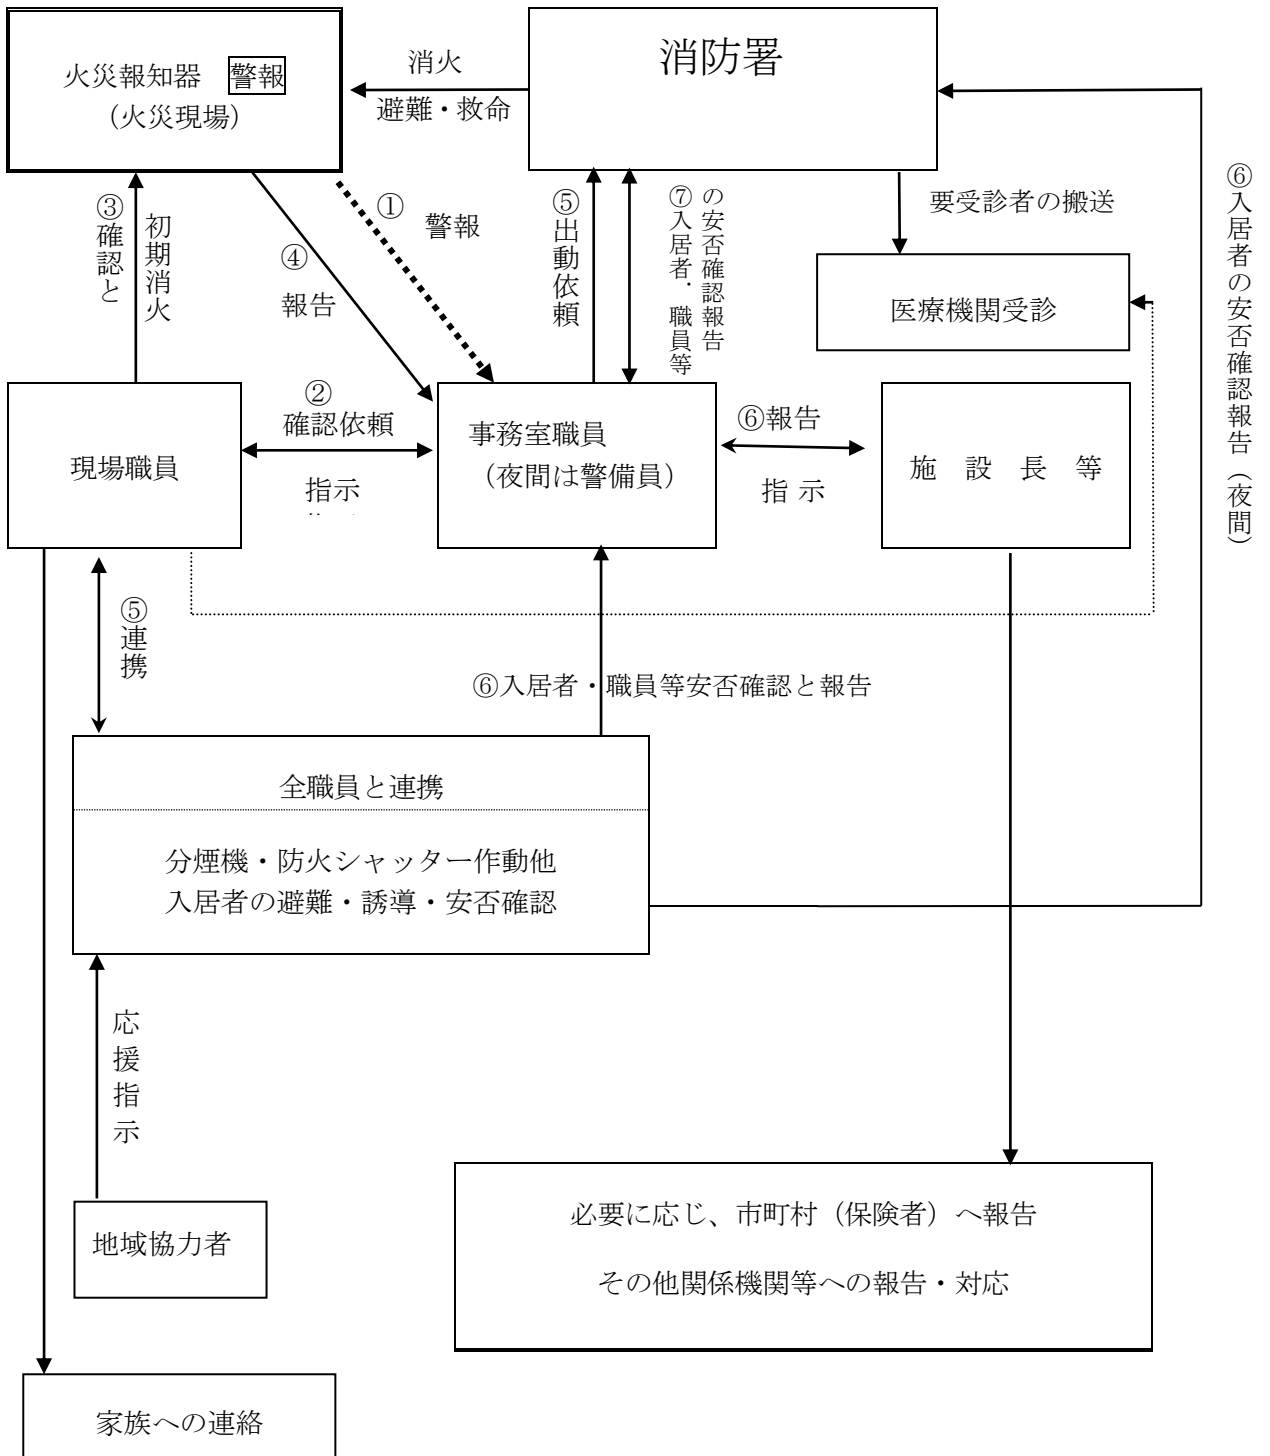 消防署
火災報知器 警報
(火災現場)
消火
避難・救命
③確認と
初期消火
①
警報
④
報告
⑤出動依頼
⑦入居者.職員等
の安否確認報告
要受診者の搬送
⑥入居者の安否確認報告(夜間)
医療機関受診
現場職員
②
確認依頼
指示
事務室職員
(夜間は警備員)
⑥報告
指 示
施 設 長 等
⑤連携
⑥入居者・職員等安否確認と報告
全職員と連携
分煙機・防火シャッター作動他
入居者の避難・誘導・安否確認
応援指示
地域協力者
必要に応じ、市町村(保険者)へ報告
その他関係機関等への報告・対応
家族への連絡